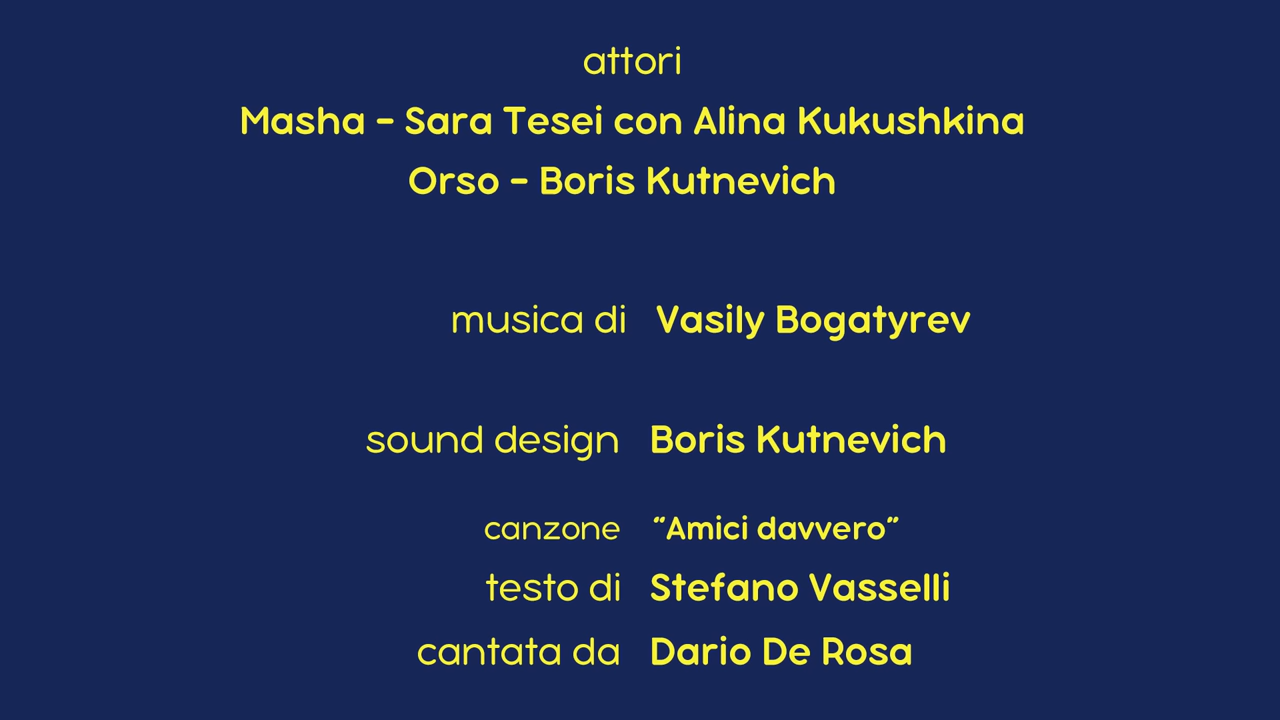 attori
Masha - Sara Tesei con Alina Kukushkina
Orso - Boris Kutnevich
musica di Vasily Bogatyrev
sound design Boris Kutnevich
canzone “Amici davvero”
testo di Stefano Vasselli
cantata da Dario De Rosa